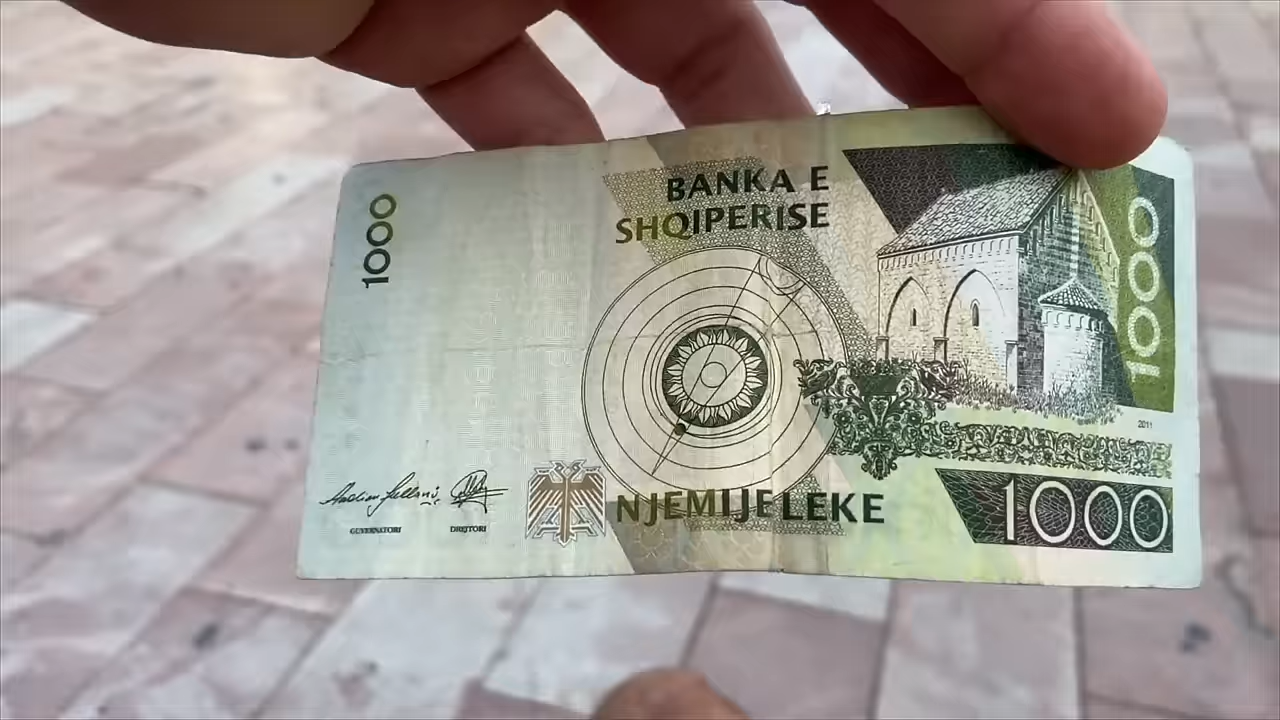 1000
BANKA E
SHQIPERISE
1000
2011
GUVERNATORI
DREJTORI
NJEMIJE LEKE
1000